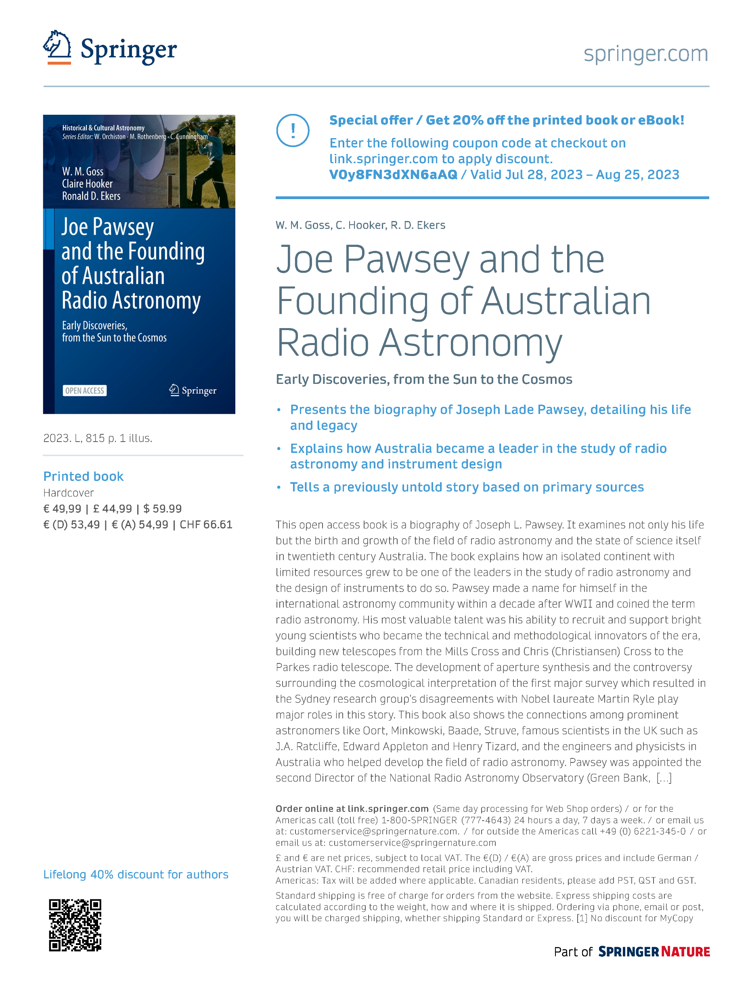 Springer
springer.com
Historical & Cultural Astronomy
Series Editor: W. Orchiston · M. Rothenberg · C. Cunningham
W. M. Goss
Claire Hooker
Ronald D. Ekers
Joe Pawsey
and the Founding
of Australian
Radio Astronomy
Early Discoveries,
from the Sun to the Cosmos
OPEN ACCESS
Springer
2023. L, 815 p. 1 illus.
Printed book
Hardcover
€ 49,99 | £ 44,99 | $ 59.99
€ (D) 53,49 | € (A) 54,99 | CHF 66.61
Lifelong 40% discount for authors
!
Special offer / Get 20% off the printed book or eBook!
Enter the following coupon code at checkout on
link.springer.com to apply discount.
V0y8FN3dXN6aAQ / Valid Jul 28, 2023 – Aug 25, 2023
W. M. Goss, C. Hooker, R. D. Ekers
Joe Pawsey and the
Founding of Australian
Radio Astronomy
Early Discoveries, from the Sun to the Cosmos
• Presents the biography of Joseph Lade Pawsey, detailing his life
and legacy
• Explains how Australia became a leader in the study of radio
astronomy and instrument design
• Tells a previously untold story based on primary sources
This open access book is a biography of Joseph L. Pawsey. It examines not only his life
but the birth and growth of the field of radio astronomy and the state of science itself
in twentieth century Australia. The book explains how an isolated continent with
limited resources grew to be one of the leaders in the study of radio astronomy and
the design of instruments to do so. Pawsey made a name for himself in the
international astronomy community within a decade after WWII and coined the term
radio astronomy. His most valuable talent was his ability to recruit and support bright
young scientists who became the technical and methodological innovators of the era,
building new telescopes from the Mills Cross and Chris (Christiansen) Cross to the
Parkes radio telescope. The development of aperture synthesis and the controversy
surrounding the cosmological interpretation of the first major survey which resulted in
the Sydney research group's disagreements with Nobel laureate Martin Ryle play
major roles in this story. This book also shows the connections among prominent
astronomers like Oort, Minkowski, Baade, Struve, famous scientists in the UK such as
J.A. Ratcliffe, Edward Appleton and Henry Tizard, and the engineers and physicists in
Australia who helped develop the field of radio astronomy. Pawsey was appointed the
second Director of the National Radio Astronomy Observatory (Green Bank, [...]
Order online at link.springer.com (Same day processing for Web Shop orders) / or for the
Americas call (toll free) 1-800-SPRINGER (777-4643) 24 hours a day, 7 days a week. / or email us
at: customerservice@springernature.com. / for outside the Americas call +49 (0) 6221-345-0 / or
email us at: customerservice@springernature.com
£ and € are net prices, subject to local VAT. The €(D) / €(A) are gross prices and include German /
Austrian VAT. CHF: recommended retail price including VAT.
Americas: Tax will be added where applicable. Canadian residents, please add PST, QST and GST.
Standard shipping is free of charge for orders from the website. Express shipping costs are
calculated according to the weight, how and where it is shipped. Ordering via phone, email or post,
you will be charged shipping, whether shipping Standard or Express. [1] No discount for MyCopy
Part of SPRINGER NATURE